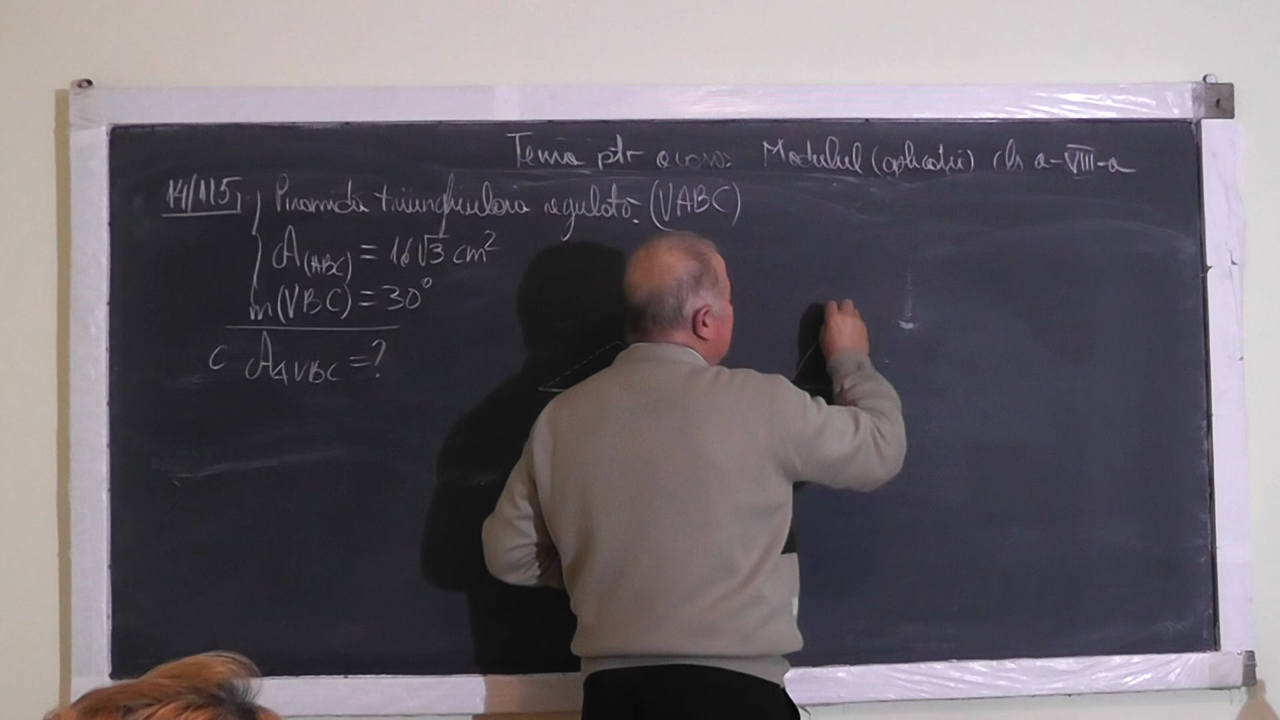 Tema ptr acasă Modulul (aplicații) cls a-VIII-a
14/115, Piramida triunghiulară regulată. (VABC)
A(ABC) = 16√3 cm²
m(VBC) = 30°
C A△VBC = ?